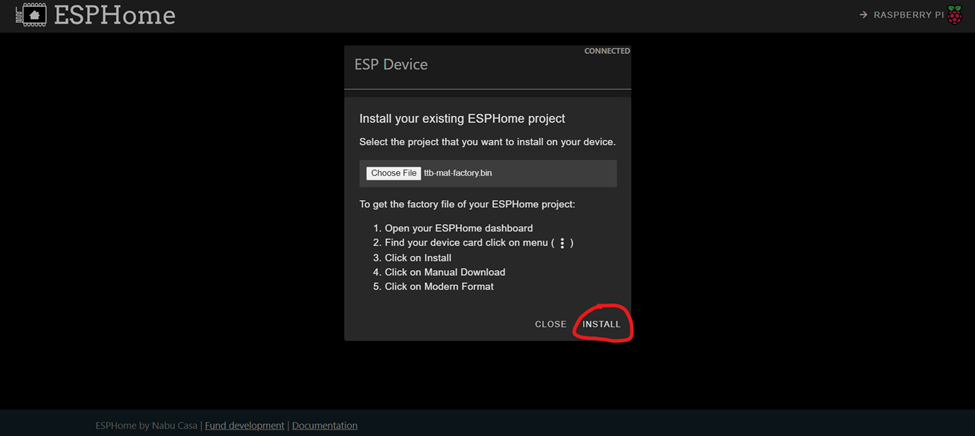 ESPHome
RASPBERRY PI
CONNECTED
ESP Device
Install your existing ESPHome project
Select the project that you want to install on your device.
Choose File ttb-mat-factory.bin
To get the factory file of your ESPHome project:
1. Open your ESPHome dashboard
2. Find your device card click on menu ( ⋮ )
3. Click on Install
4. Click on Manual Download
5. Click on Modern Format
CLOSE INSTALL
ESPHome by Nabu Casa | Fund development | Documentation